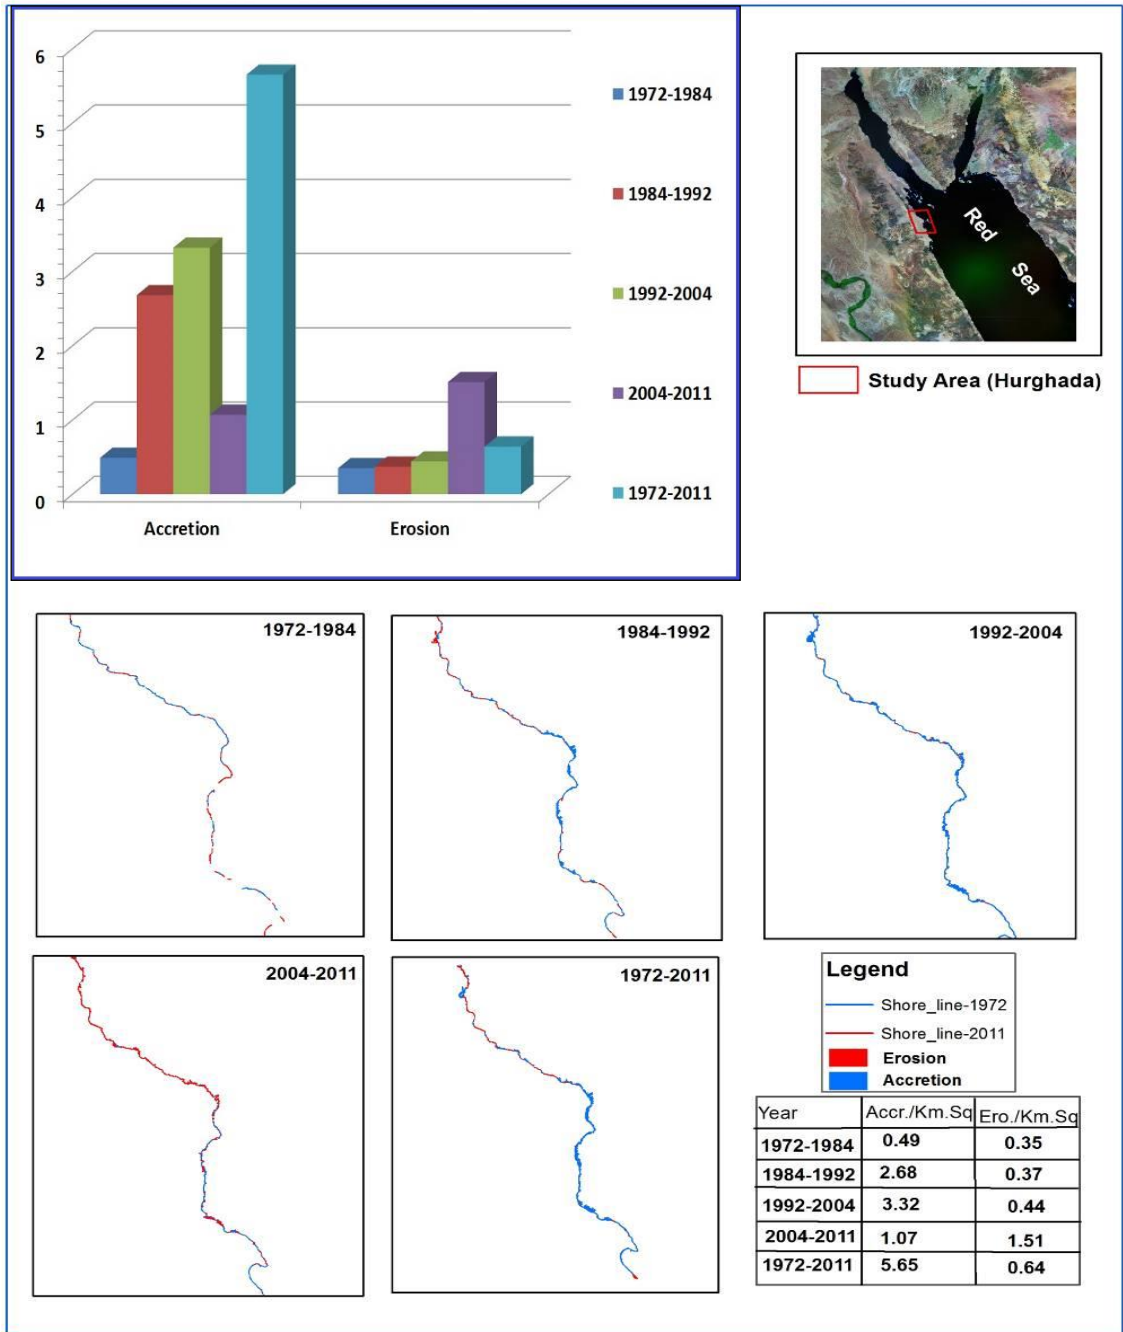 6
5
4
3
2
1
0
Accretion
Erosion
1972-1984
1984-1992
1992-2004
2004-2011
1972-2011
Red
Sea
Study Area (Hurghada)
1972-1984
1984-1992
1992-2004
2004-2011
1972-2011
Legend
Shore_line-1972
Shore_line-2011
Erosion
Accretion
Year Accr./Km.Sq Ero./Km.Sq
1972-1984 0.49 0.35
1984-1992 2.68 0.37
1992-2004 3.32 0.44
2004-2011 1.07 1.51
1972-2011 5.65 0.64